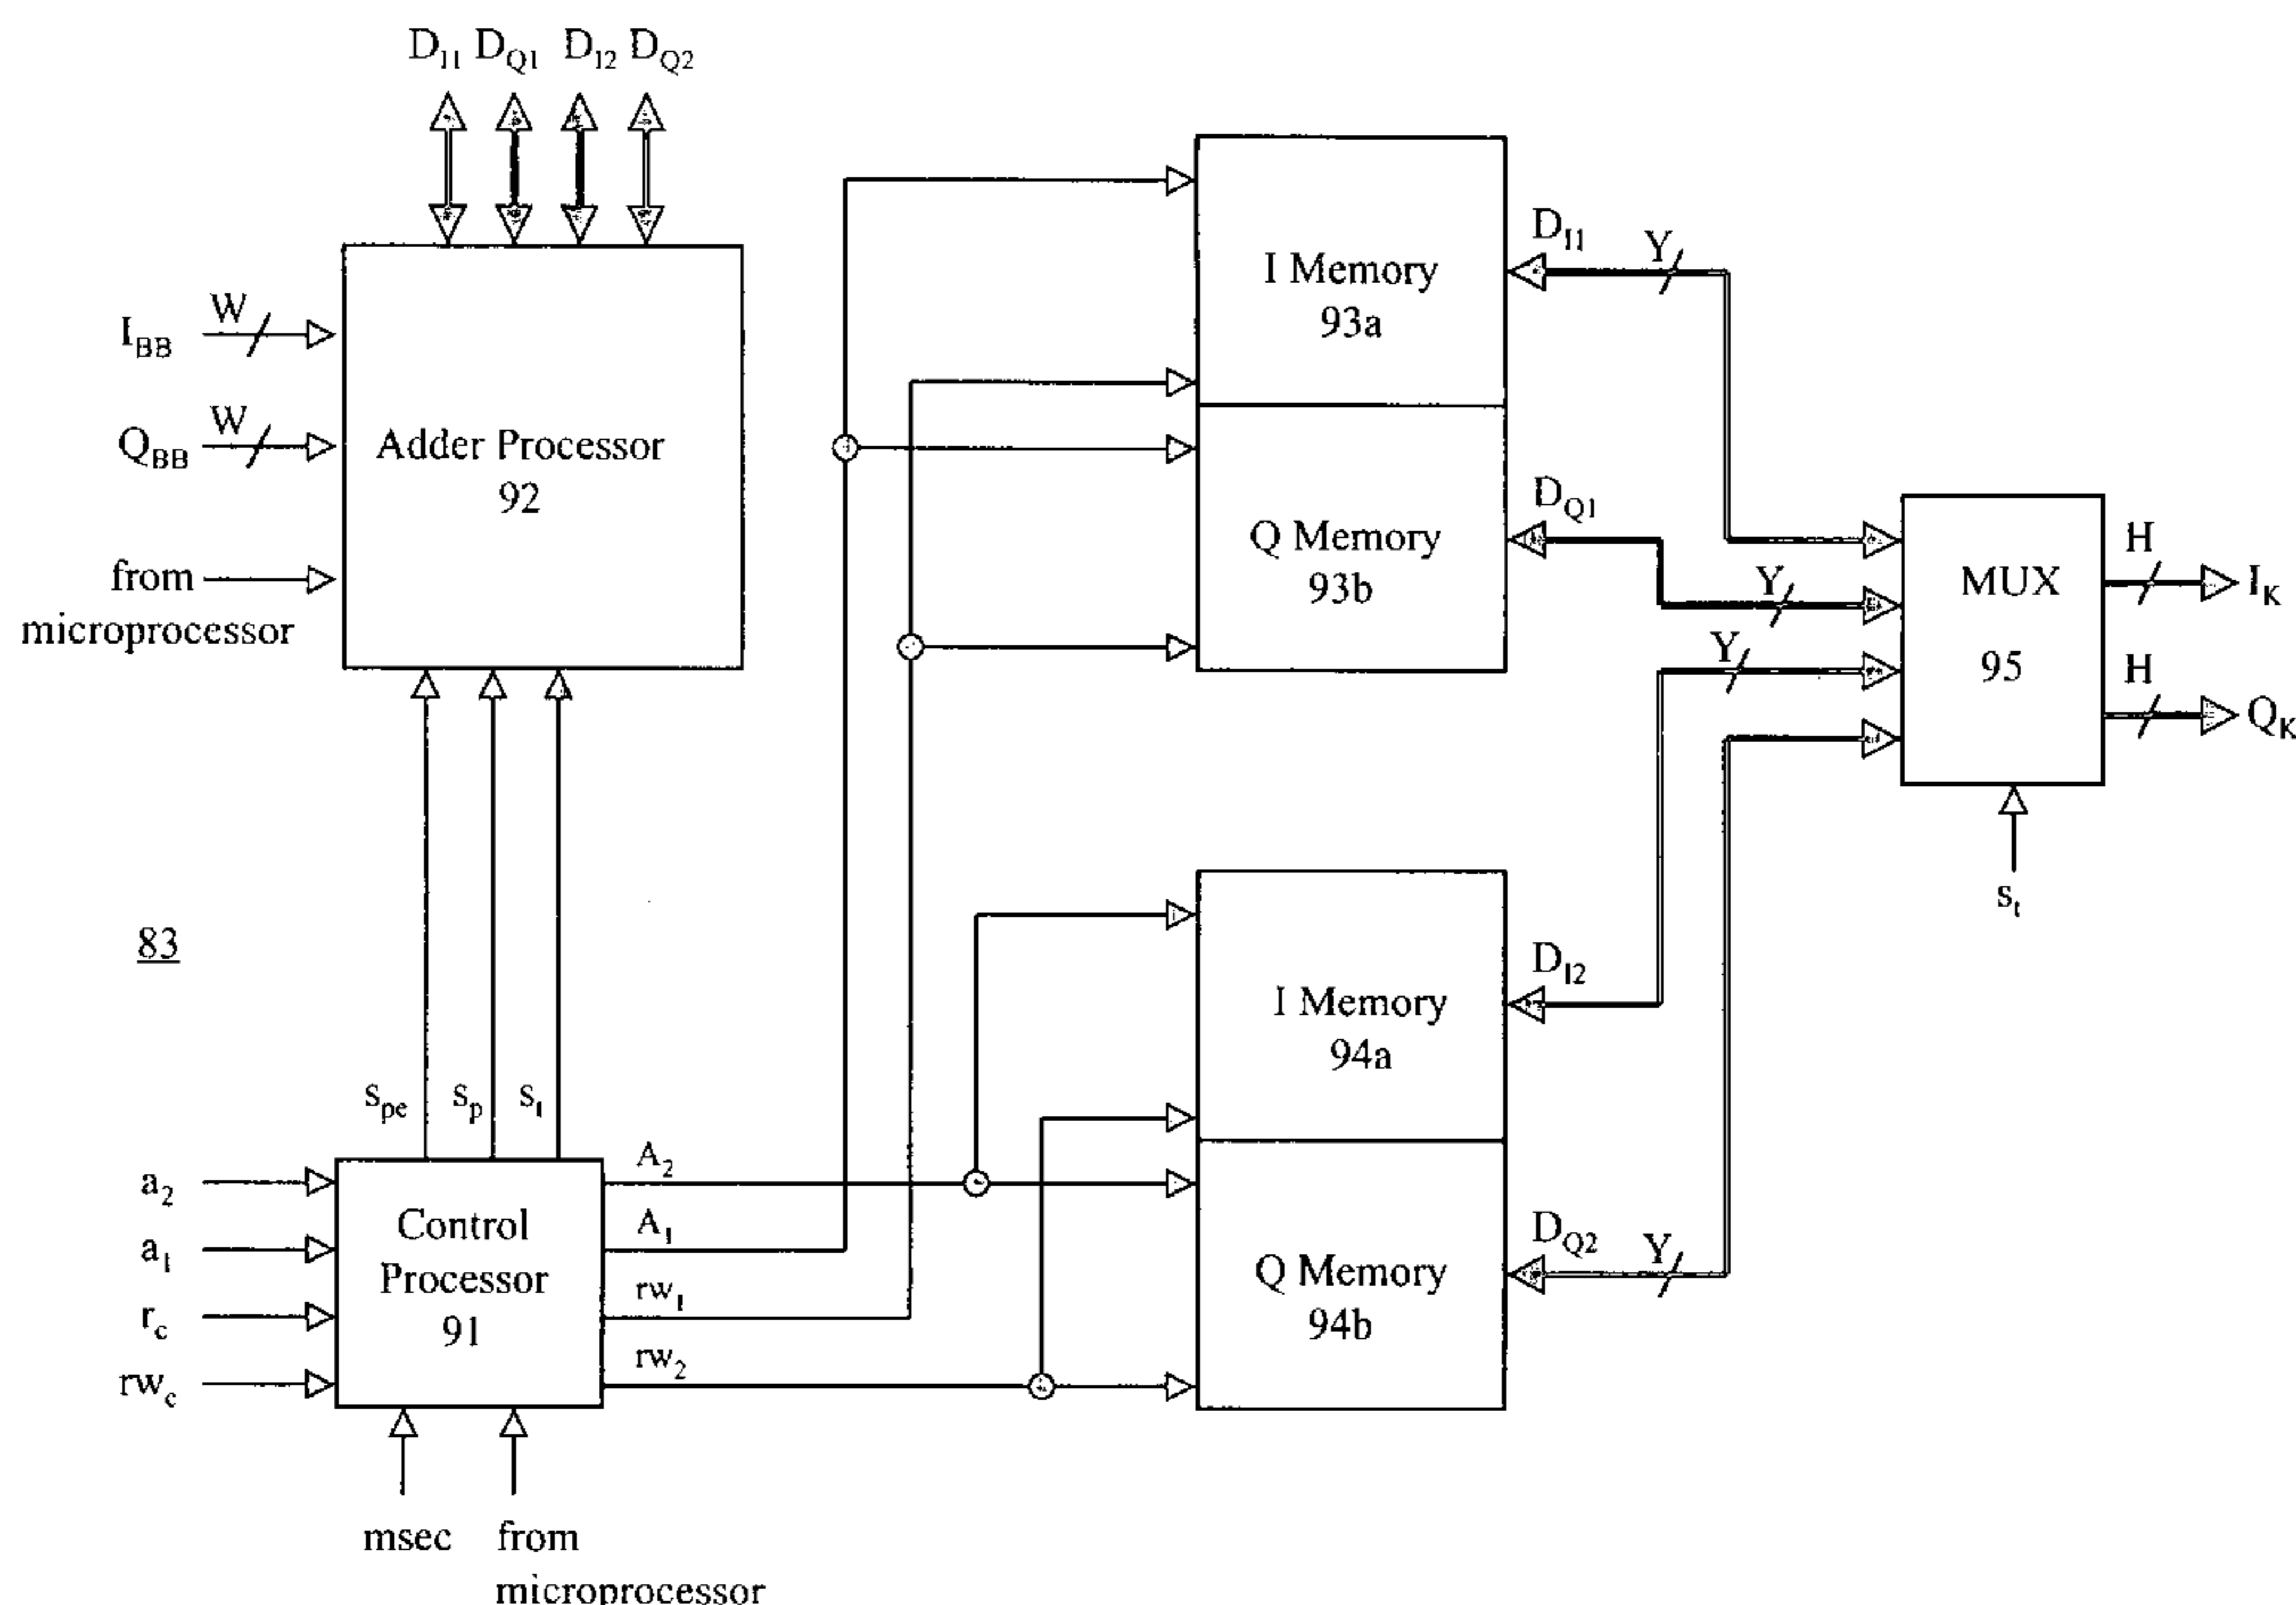 D_I1 D_Q1 D_I2 D_Q2
I_BB
W
Q_BB
W
from
microprocessor
Adder Processor
92
I Memory
93a
Q Memory
93b
D_I1
Y
D_Q1
Y
Y
MUX
95
H
I_K
H
Q_K
s_t
83
I Memory
94a
Q Memory
94b
D_I2
D_Q2
Y
s_pe s_p s_t
a_2
a_1
r_c
rw_c
Control
Processor
91
A_2
A_1
rw_1
rw_2
msec
from
microprocessor